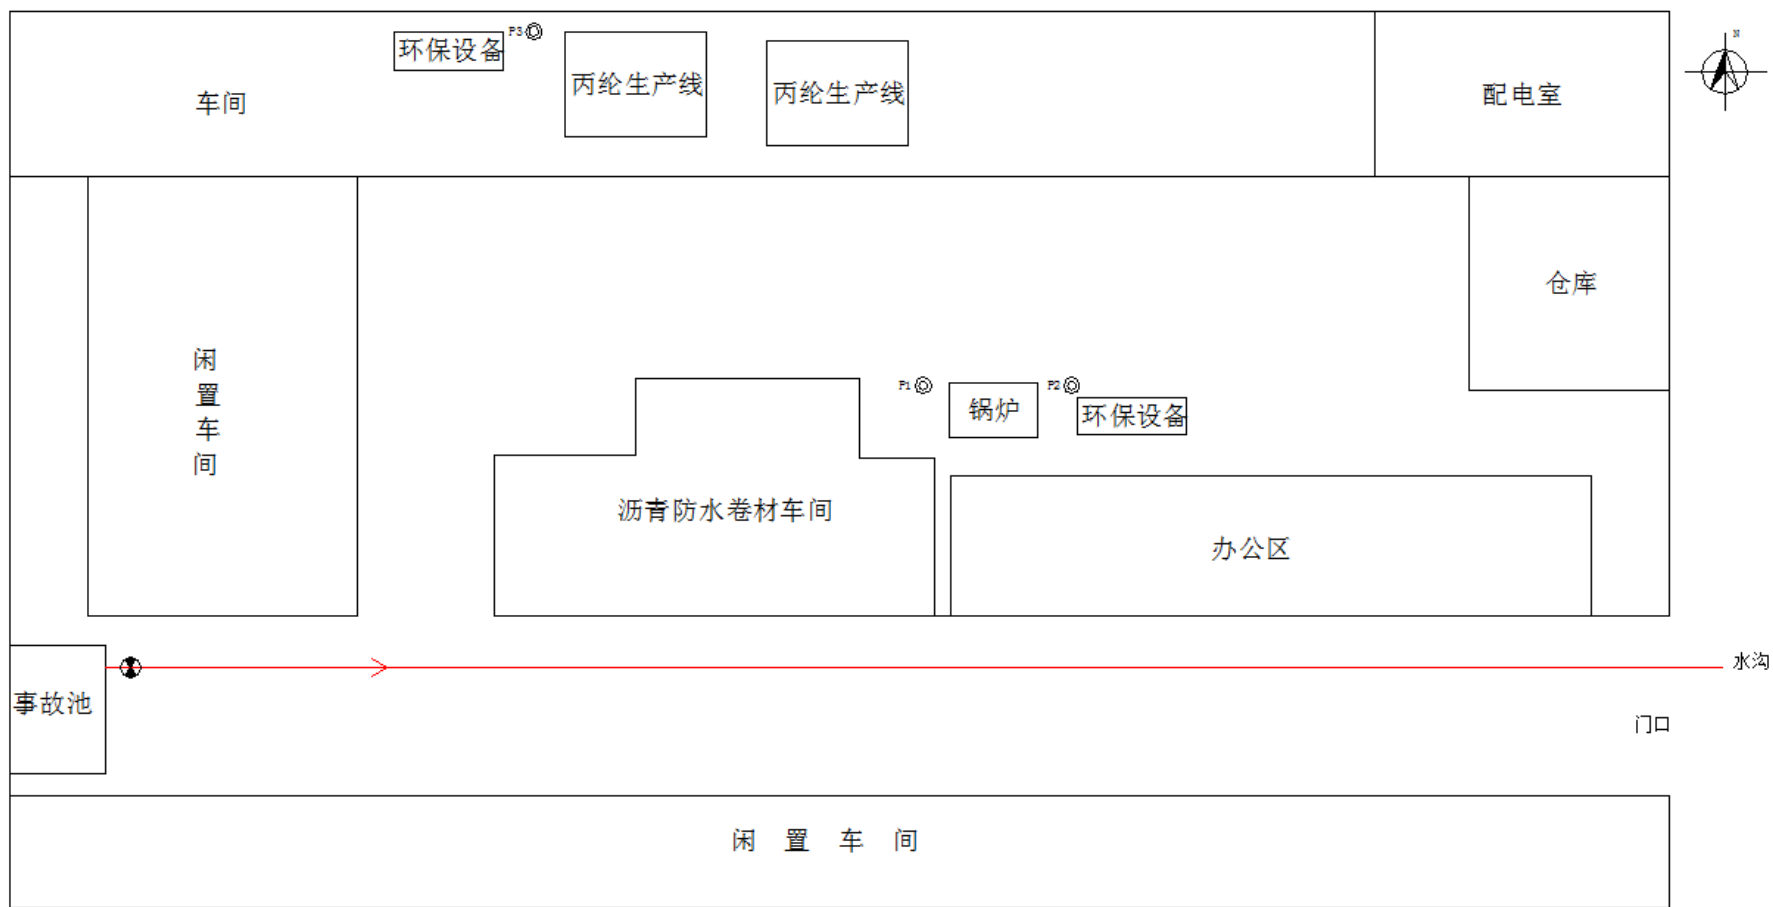 P3
N
环保设备
丙纶生产线
丙纶生产线
车间
配电室
仓库
闲
置
车
间
P1
P2
锅炉
环保设备
沥青防水卷材车间
办公区
水沟
事故池
门口
闲 置 车 间